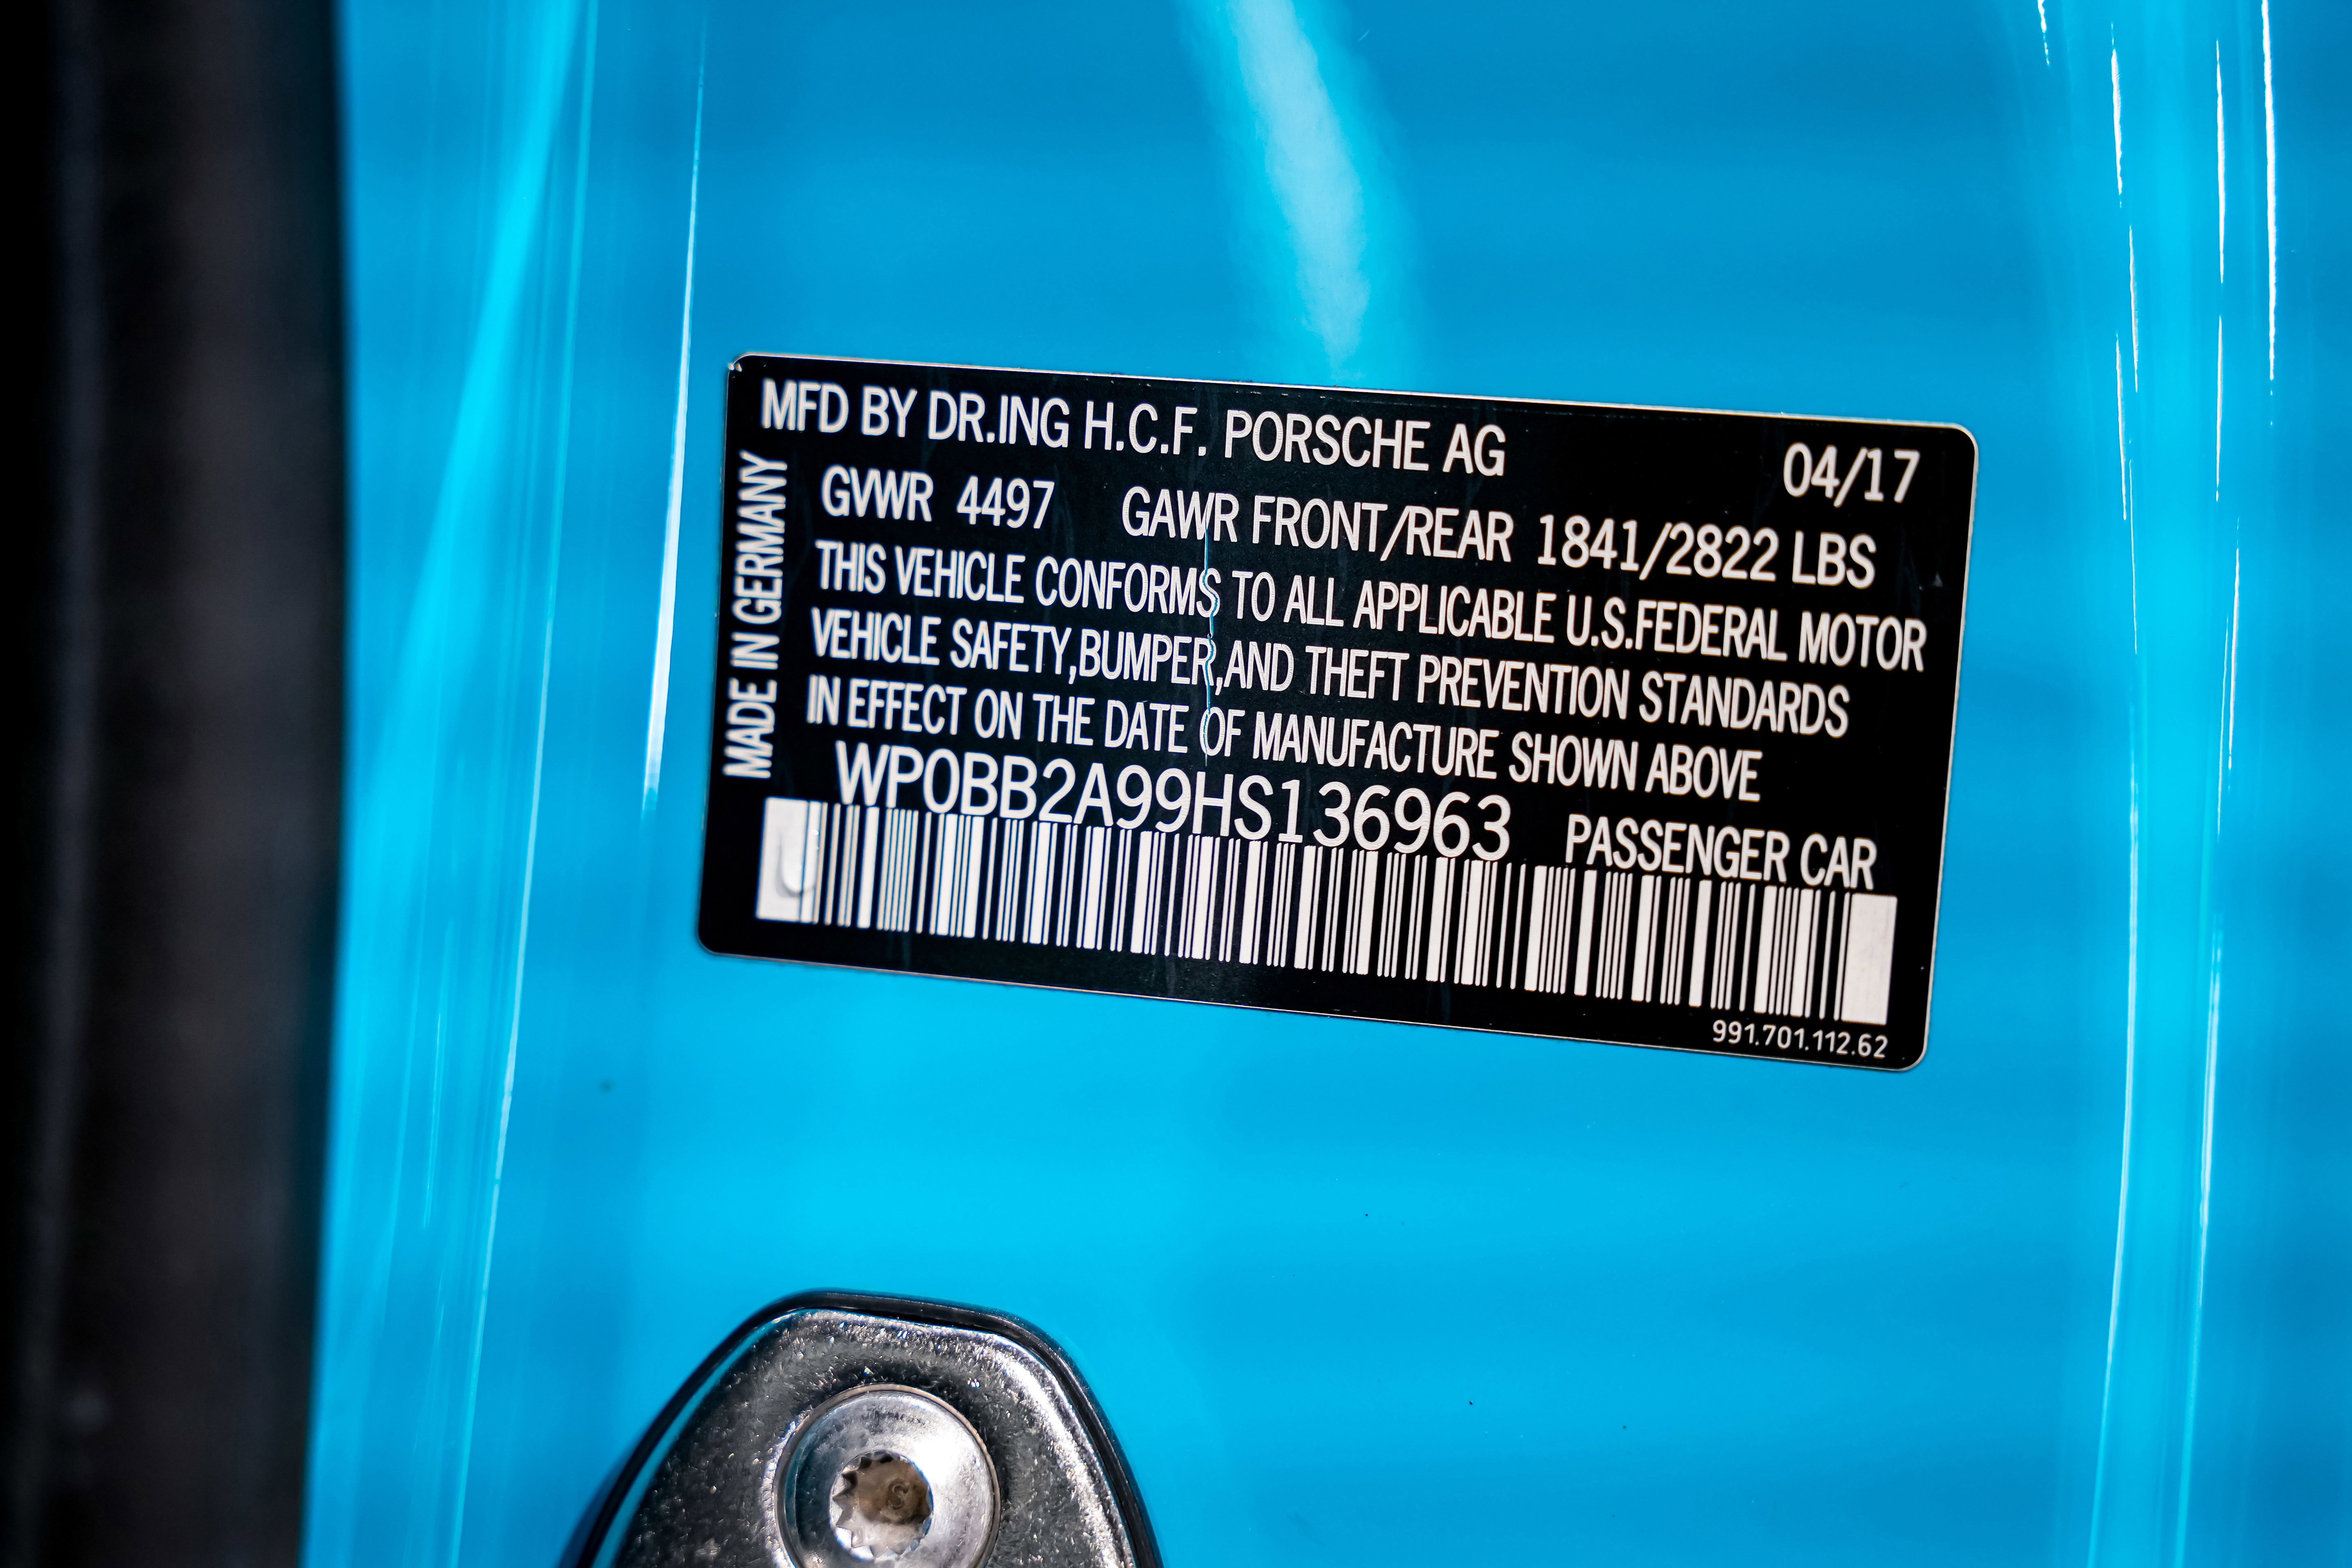 MFD BY DR.ING H.C.F. PORSCHE AG 04/17
GVWR 4497 GAWR FRONT/REAR 1841/2822 LBS
THIS VEHICLE CONFORMS TO ALL APPLICABLE U.S.FEDERAL MOTOR
VEHICLE SAFETY,BUMPER,AND THEFT PREVENTION STANDARDS
IN EFFECT ON THE DATE OF MANUFACTURE SHOWN ABOVE
WP0BB2A99HS136963 PASSENGER CAR
991.701.112.62
MADE IN GERMANY